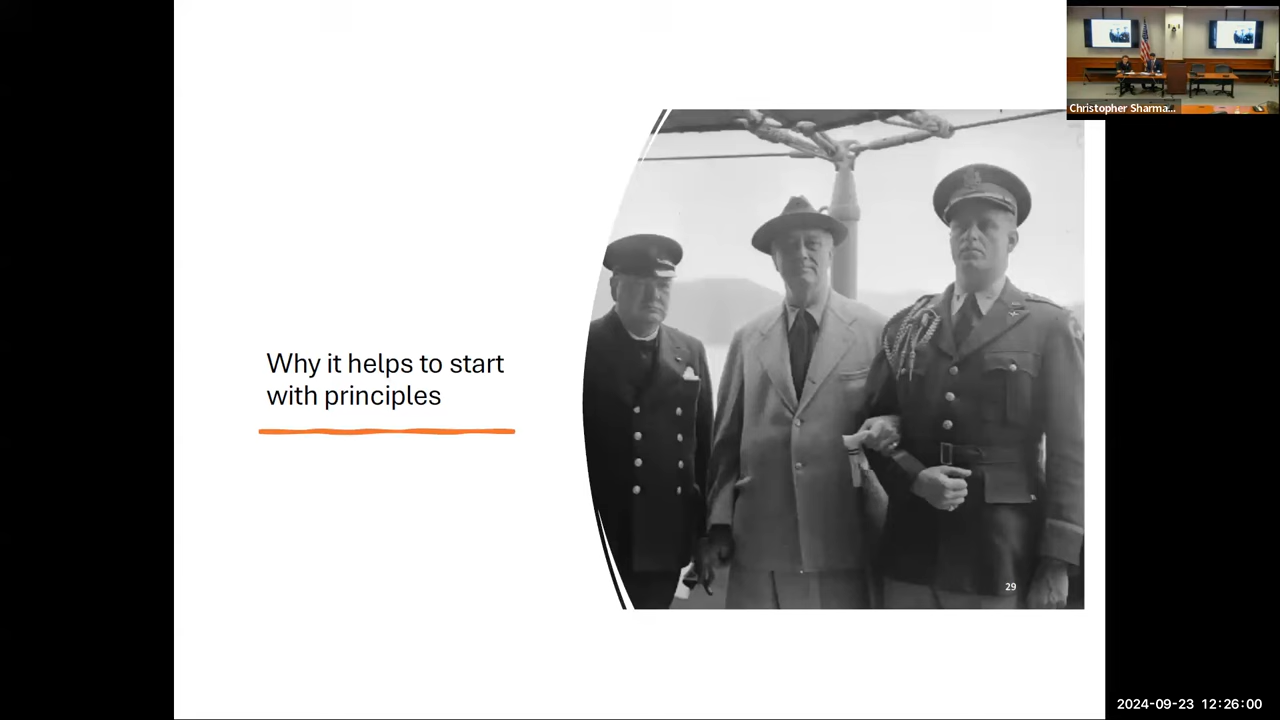 Christopher Sharma...
Why it helps to start
with principles
29
2024-09-23 12:26:00